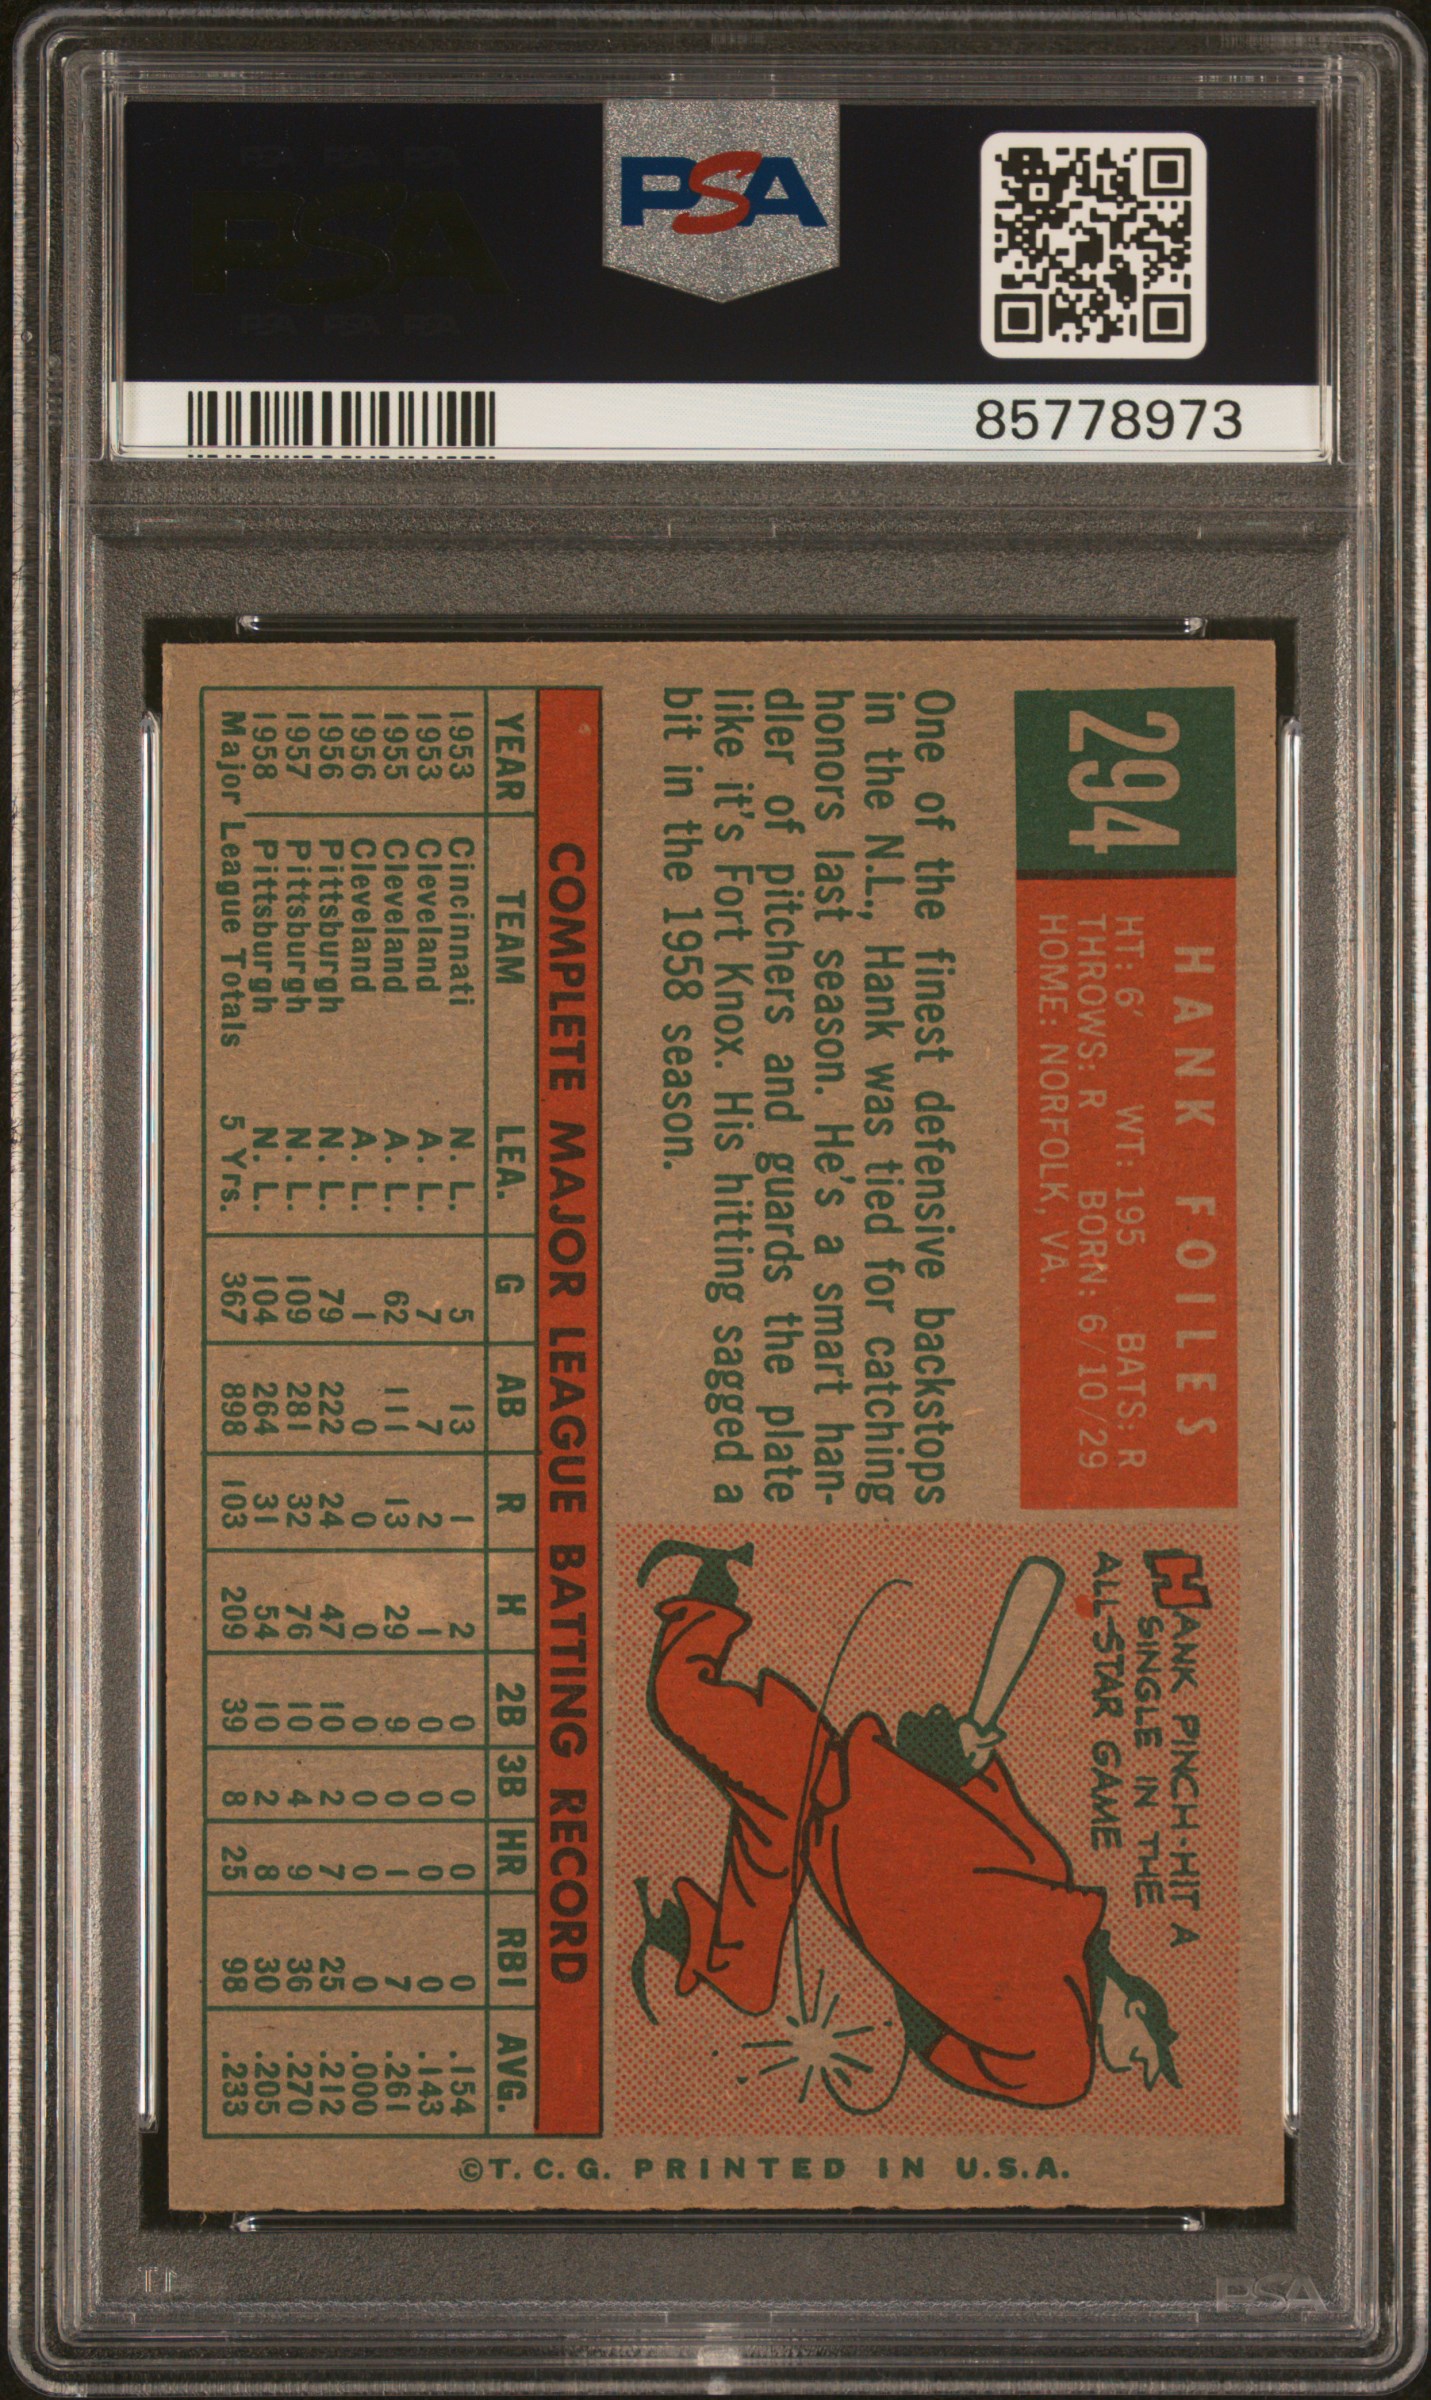 PSA
PSA PSA PSA
PSA
PSA PSA PSA
85778973
294
HANK FOILES
HT: 6' WT: 195 BATS: R
THROWS: R BORN: 6/10/29
HOME: NORFOLK, VA.
One of the finest defensive backstops
in the N.L., Hank was tied for catching
honors last season. He's a smart han-
dler of pitchers and guards the plate
like it's Fort Knox. His hitting sagged a
bit in the 1958 season.
HANK PINCH-HIT A
SINGLE IN THE
ALL-STAR GAME
COMPLETE MAJOR LEAGUE BATTING RECORD
YEAR TEAM LEA. G AB R H 2B 3B HR RBI AVG.
1953 Cincinnati N. L. 5 13 1 2 0 0 0 0 .154
1953 Cleveland A. L. 7 7 2 1 0 0 0 0 .143
1955 Cleveland A. L. 62 111 13 29 9 0 1 7 .261
1956 Cleveland A. L. 1 0 0 0 0 0 0 0 .000
1956 Pittsburgh N. L. 79 222 24 47 10 2 7 25 .212
1957 Pittsburgh N. L. 109 281 32 76 10 4 9 36 .270
1958 Pittsburgh N. L. 104 264 31 54 10 2 8 30 .205
Major League Totals 5 Yrs. 367 898 103 209 39 8 25 98 .233
©T.C.G. PRINTED IN U.S.A.
PSA